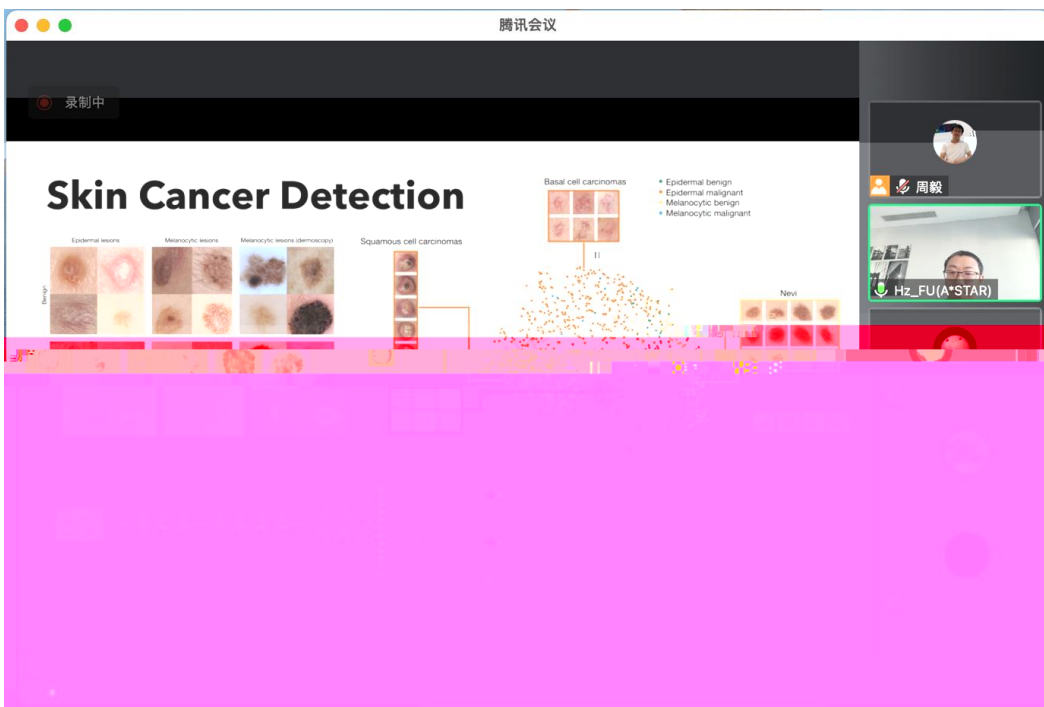 腾讯会议
录制中
Skin Cancer Detection
Epidermal lesions
Melanocytic lesions
Melanocytic lesions (dermoscopy)
Benign
Squamous cell carcinomas
Basal cell carcinomas
Epidermal benign
Epidermal malignant
Melanocytic benign
Melanocytic malignant
Nevi
周毅
Hz_FU(A*STAR)